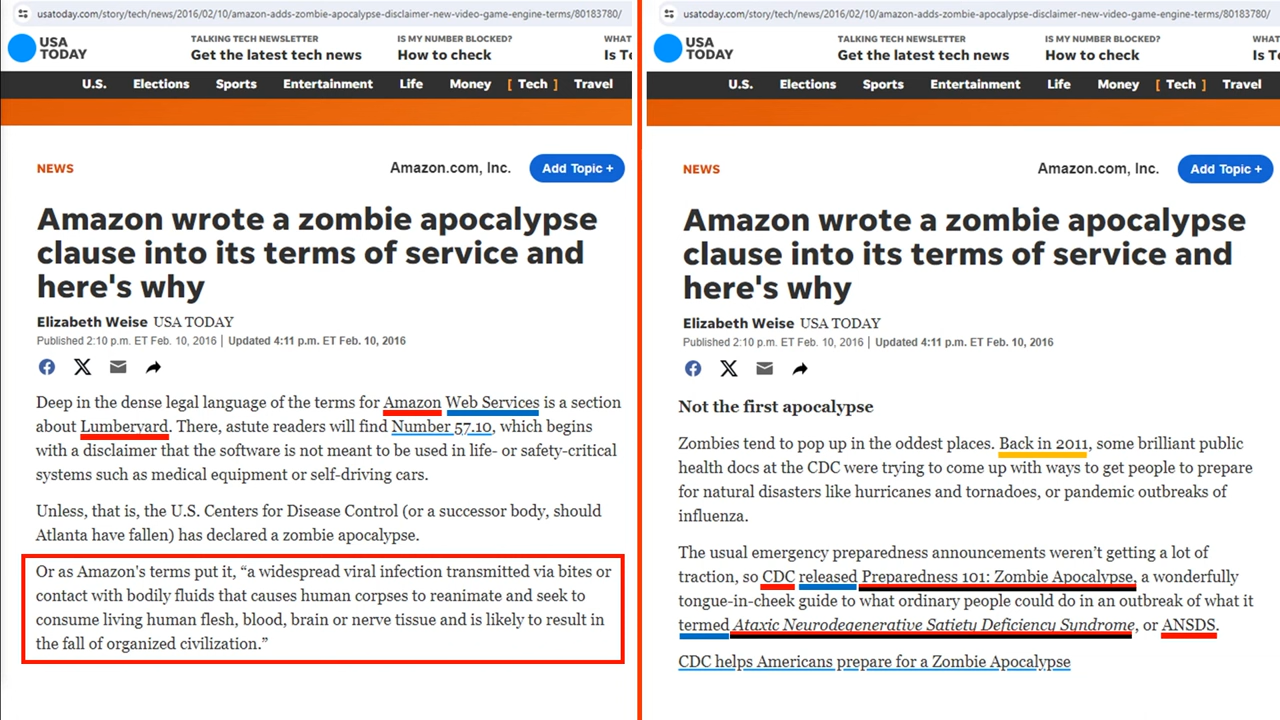 usatoday.com/story/tech/news/2016/02/10/amazon-adds-zombie-apocalypse-disclaimer-new-video-game-engine-terms/80183780/
USA TODAY
TALKING TECH NEWSLETTER
Get the latest tech news
IS MY NUMBER BLOCKED?
How to check
WHAT
Is T
U.S. Elections Sports Entertainment Life Money [ Tech ] Travel
NEWS
Amazon.com, Inc.
Add Topic +
Amazon wrote a zombie apocalypse
clause into its terms of service and
here's why
Elizabeth Weise USA TODAY
Published 2:10 p.m. ET Feb. 10, 2016 | Updated 4:11 p.m. ET Feb. 10, 2016
Deep in the dense legal language of the terms for Amazon Web Services is a section
about Lumberyard. There, astute readers will find Number 57.10, which begins
with a disclaimer that the software is not meant to be used in life- or safety-critical
systems such as medical equipment or self-driving cars.
Unless, that is, the U.S. Centers for Disease Control (or a successor body, should
Atlanta have fallen) has declared a zombie apocalypse.
Or as Amazon's terms put it, “a widespread viral infection transmitted via bites or
contact with bodily fluids that causes human corpses to reanimate and seek to
consume living human flesh, blood, brain or nerve tissue and is likely to result in
the fall of organized civilization.”
usatoday.com/story/tech/news/2016/02/10/amazon-adds-zombie-apocalypse-disclaimer-new-video-game-engine-terms/80183780/
USA TODAY
TALKING TECH NEWSLETTER
Get the latest tech news
IS MY NUMBER BLOCKED?
How to check
WHAT
Is T
U.S. Elections Sports Entertainment Life Money [ Tech ] Travel
NEWS
Amazon.com, Inc.
Add Topic +
Amazon wrote a zombie apocalypse
clause into its terms of service and
here's why
Elizabeth Weise USA TODAY
Published 2:10 p.m. ET Feb. 10, 2016 | Updated 4:11 p.m. ET Feb. 10, 2016
Not the first apocalypse
Zombies tend to pop up in the oddest places. Back in 2011, some brilliant public
health docs at the CDC were trying to come up with ways to get people to prepare
for natural disasters like hurricanes and tornadoes, or pandemic outbreaks of
influenza.
The usual emergency preparedness announcements weren’t getting a lot of
traction, so CDC released Preparedness 101: Zombie Apocalypse, a wonderfully
tongue-in-cheek guide to what ordinary people could do in an outbreak of what it
termed Ataxic Neurodegenerative Satiety Deficiency Syndrome, or ANSDS.
CDC helps Americans prepare for a Zombie Apocalypse